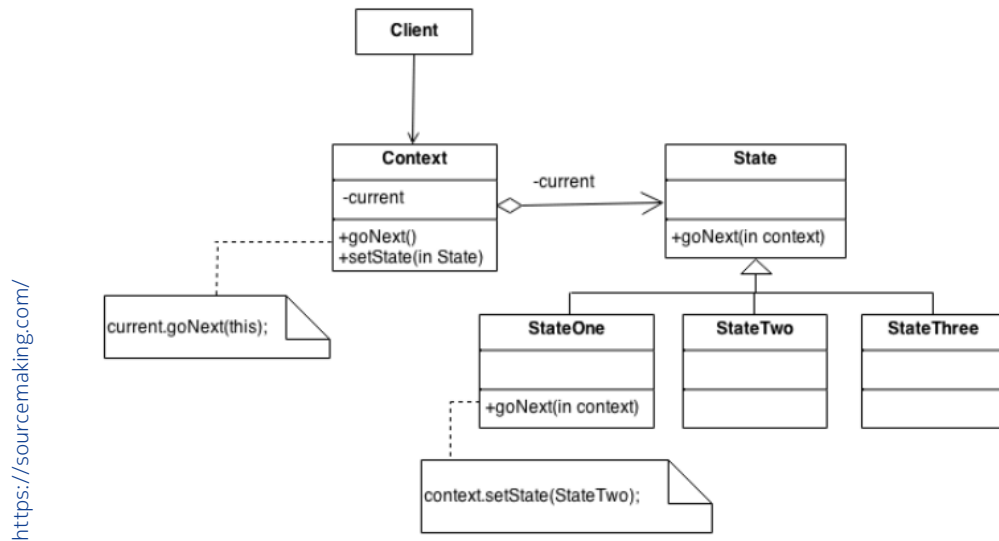 Client
Context
-current
+goNext()
+setState(in State)
-current
State
+goNext(in context)
current.goNext(this);
StateOne
+goNext(in context)
StateTwo
StateThree
context.setState(StateTwo);
https://sourcemaking.com/